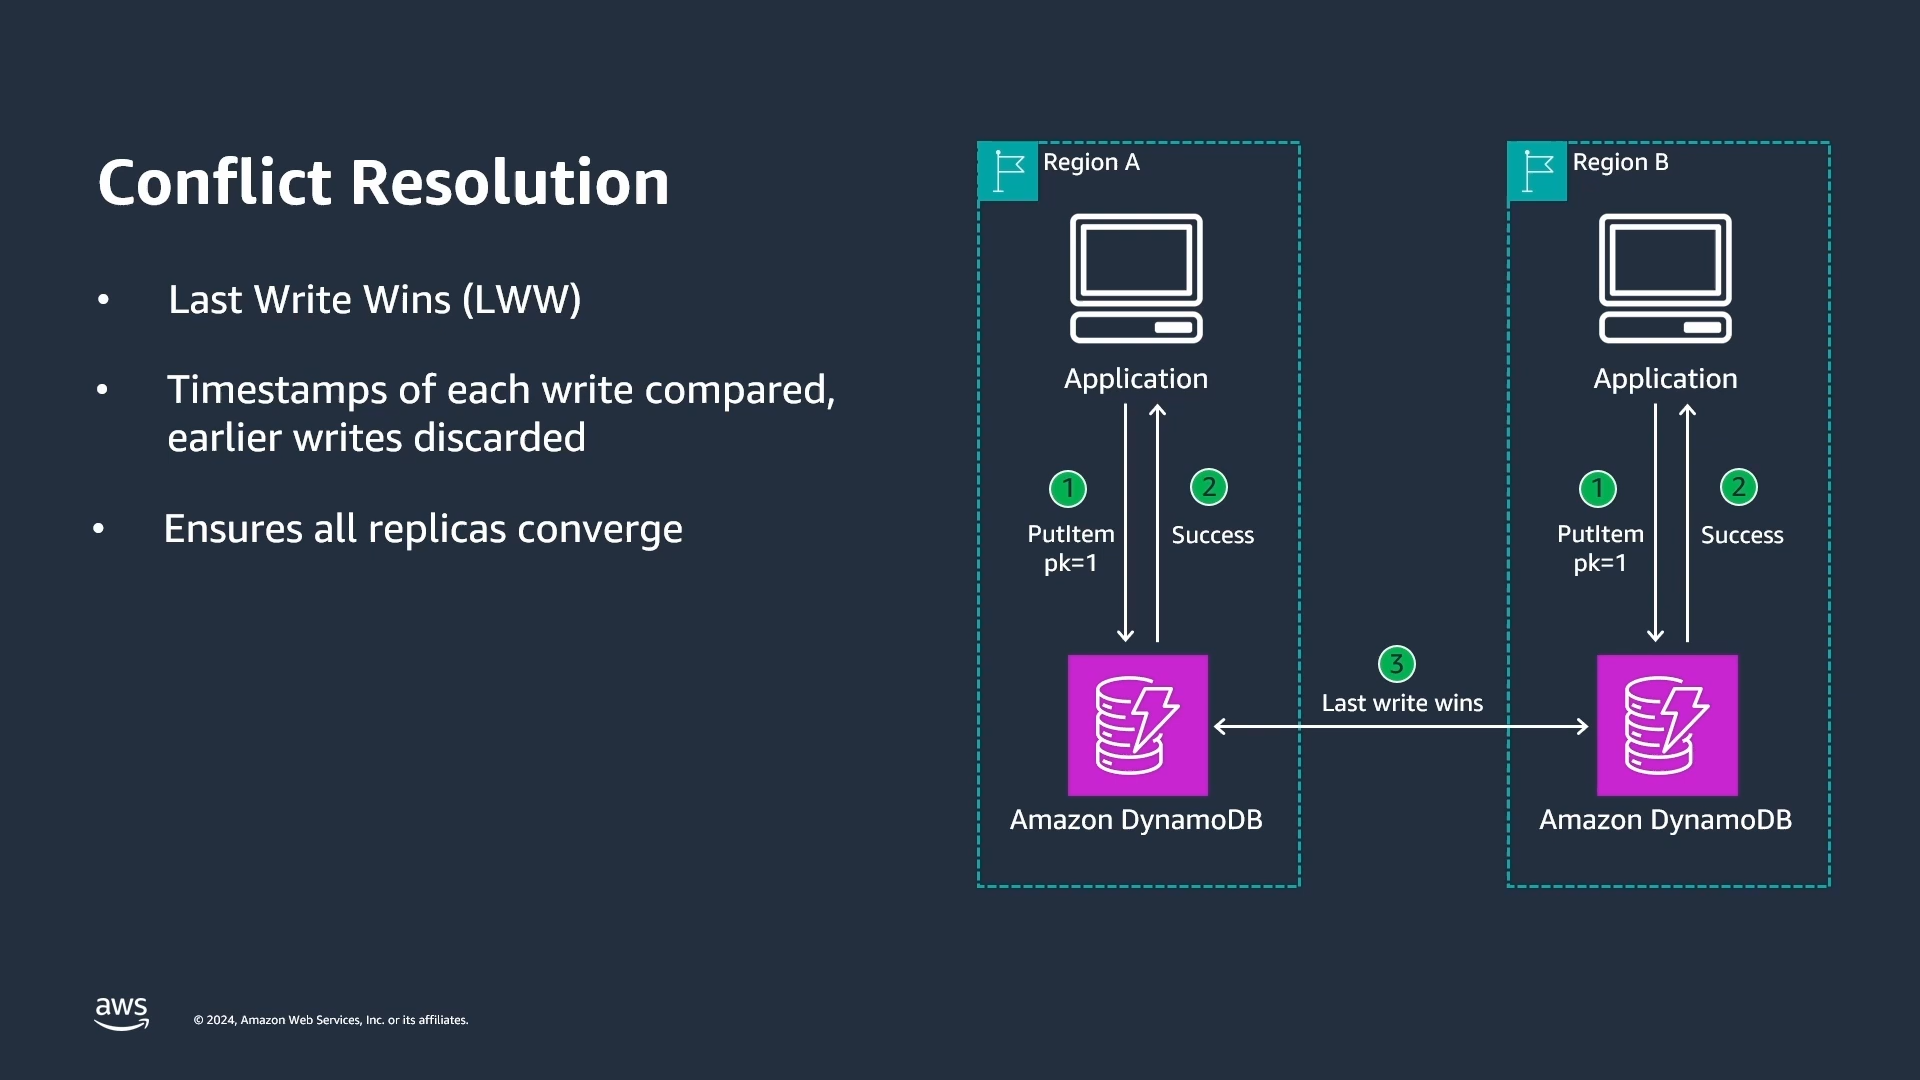 Conflict Resolution
• Last Write Wins (LWW)
• Timestamps of each write compared,
earlier writes discarded
• Ensures all replicas converge
Region A
Application
1
PutItem
pk=1
2
Success
Amazon DynamoDB
3
Last write wins
Region B
Application
1
PutItem
pk=1
2
Success
Amazon DynamoDB
aws
© 2024, Amazon Web Services, Inc. or its affiliates.